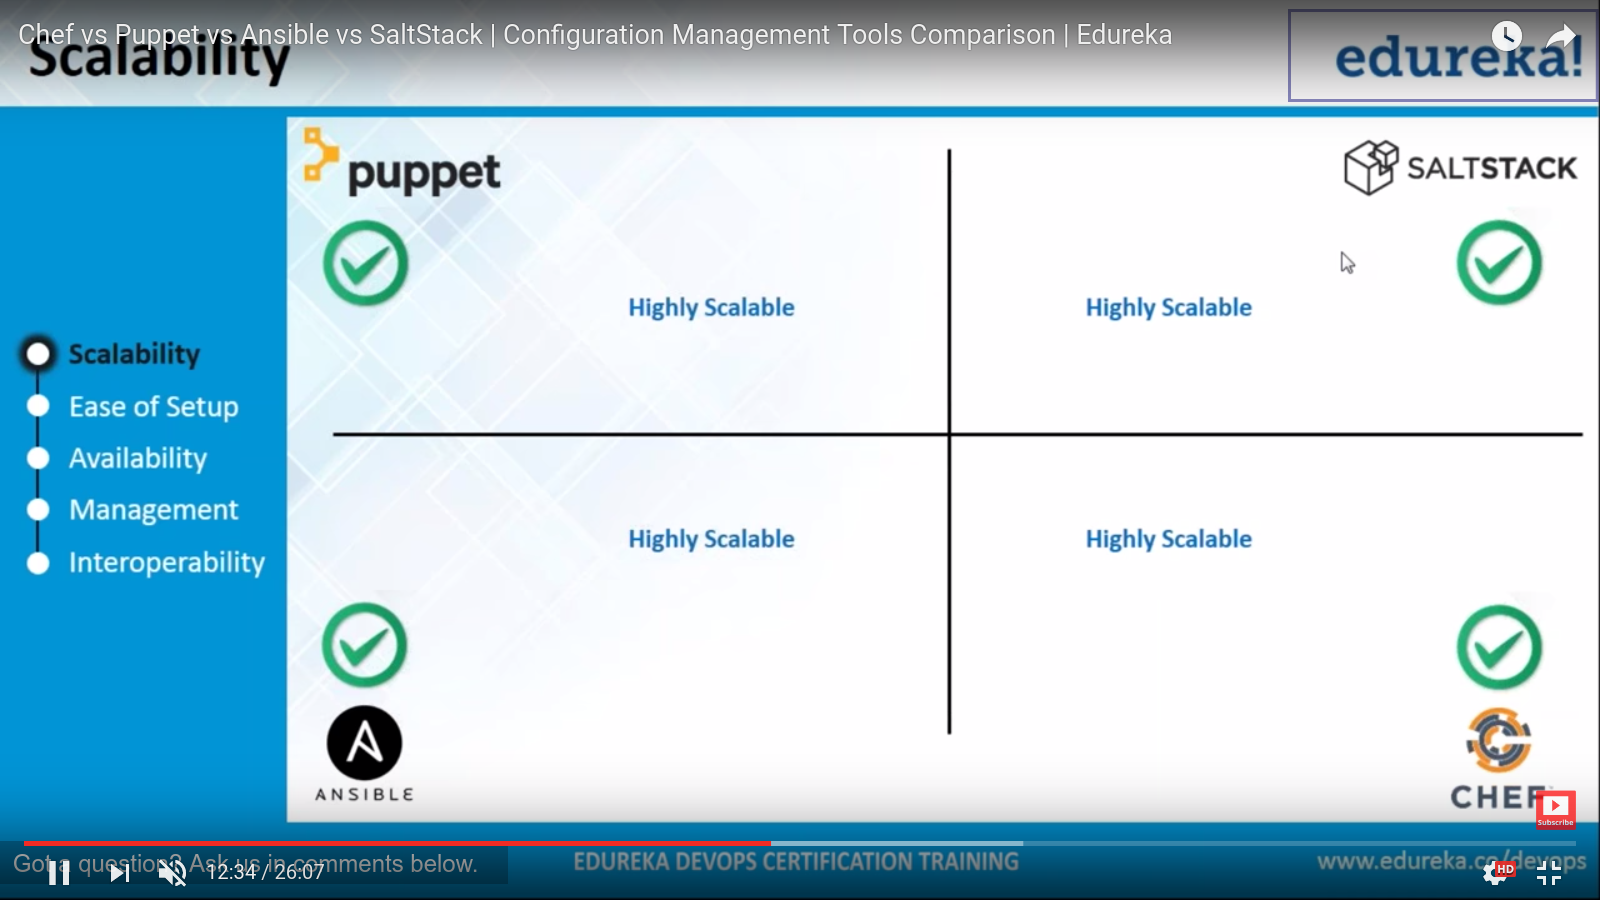 Chef vs Puppet vs Ansible vs SaltStack | Configuration Management Tools Comparison | Edureka
Scalability
edureka!
puppet
SALTSTACK
Highly Scalable
Highly Scalable
Scalability
Ease of Setup
Availability
Management
Interoperability
Highly Scalable
Highly Scalable
ANSIBLE
CHEF
Subscribe
Got a question? Ask us in comments below.
EDUREKA DEVOPS CERTIFICATION TRAINING
www.edureka.co/devops
12:34 / 26:07
HD